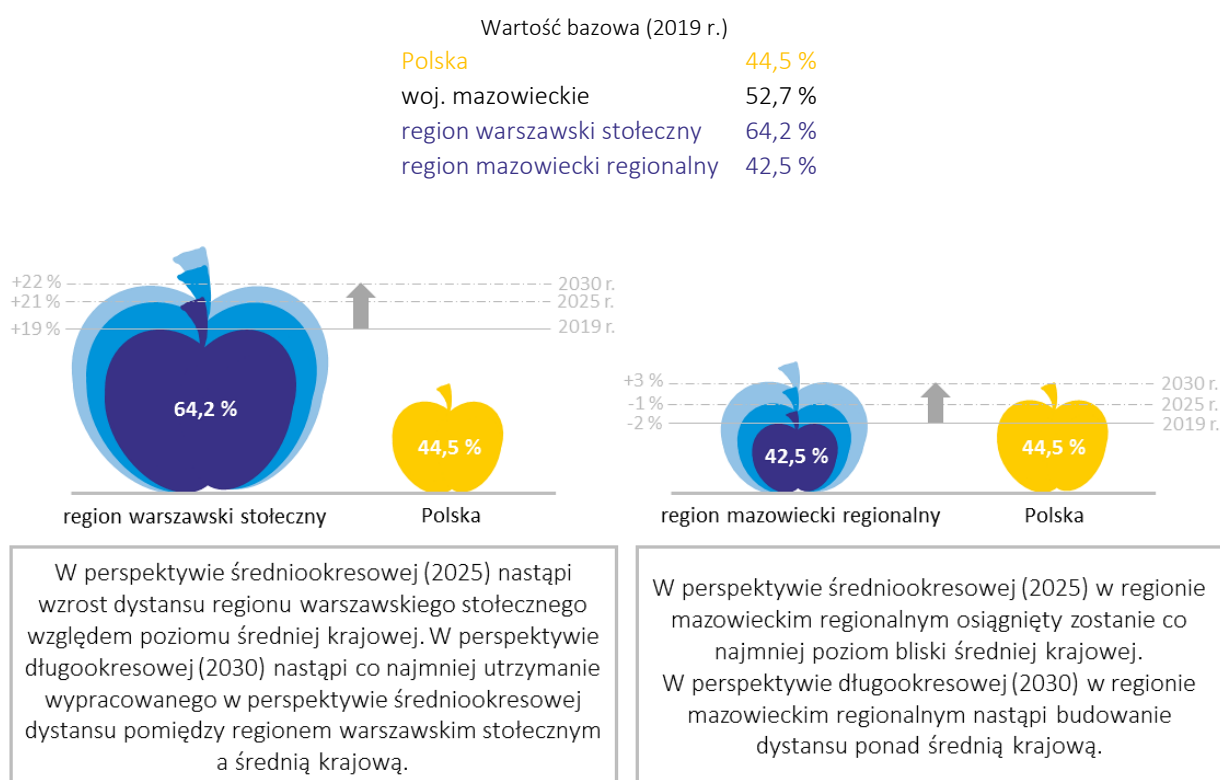 Wartość bazowa (2019 r.)
Polska 44,5 %
woj. mazowieckie 52,7 %
region warszawski stołeczny 64,2 %
region mazowiecki regionalny 42,5 %
+22 % 2030 r.
+21 % 2025 r.
+19 % 2019 r.
64,2 %
44,5 %
region warszawski stołeczny Polska
+3 % 2030 r.
-1 % 2025 r.
-2 % 2019 r.
42,5 %
44,5 %
region mazowiecki regionalny Polska
W perspektywie średniookresowej (2025) nastąpi
wzrost dystansu regionu warszawskiego stołecznego
względem poziomu średniej krajowej. W perspektywie
długookresowej (2030) nastąpi co najmniej utrzymanie
wypracowanego w perspektywie średniookresowej
dystansu pomiędzy regionem warszawskim stołecznym
a średnią krajową.
W perspektywie średniookresowej (2025) w regionie
mazowieckim regionalnym osiągnięty zostanie co
najmniej poziom bliski średniej krajowej.
W perspektywie długookresowej (2030) w regionie
mazowieckim regionalnym nastąpi budowanie
dystansu ponad średnią krajową.